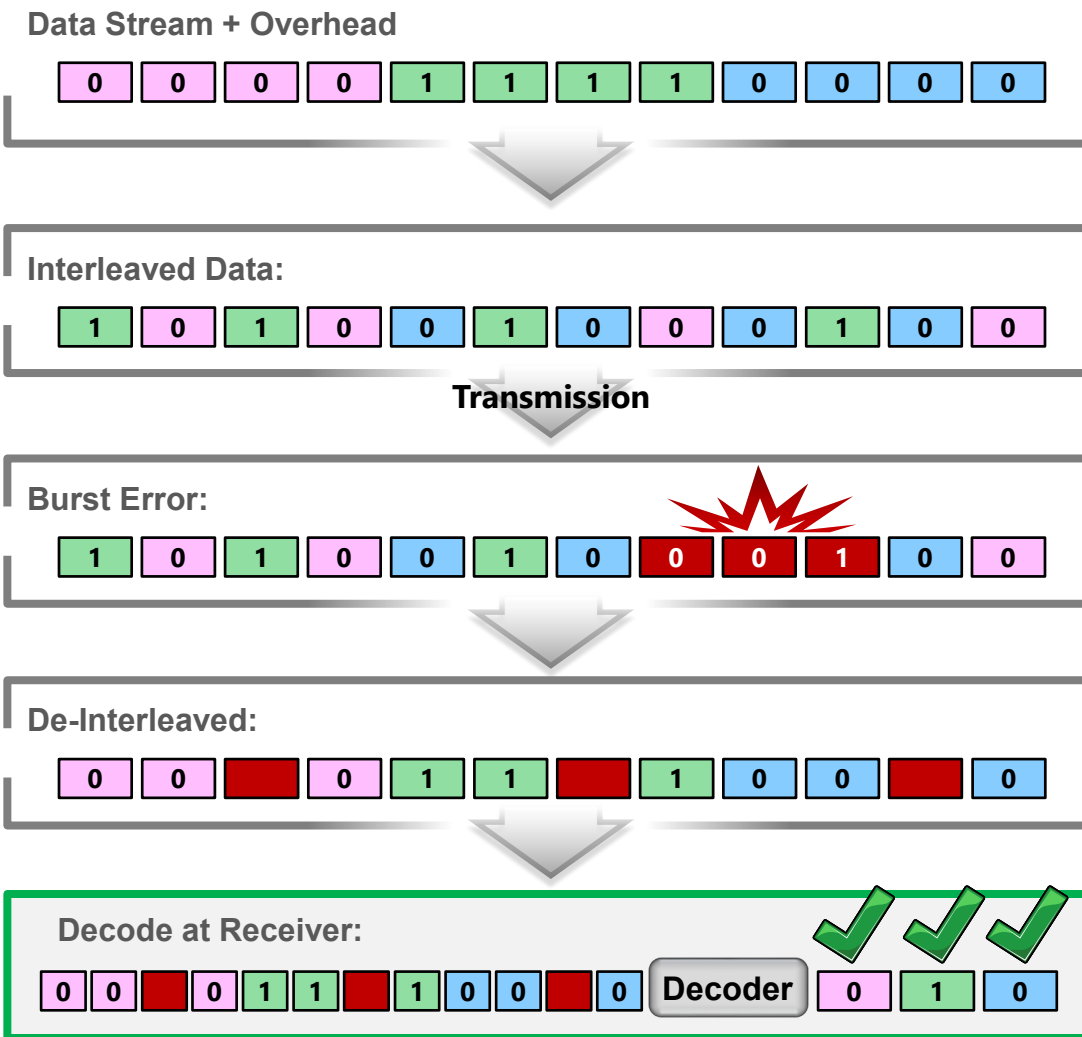 Data Stream + Overhead
0 0 0 0 1 1 1 1 0 0 0 0
Interleaved Data:
1 0 1 0 0 1 0 0 0 1 0 0
Transmission
Burst Error:
1 0 1 0 0 1 0 0 0 1 0 0
De-Interleaved:
0 0 0 1 1 1 0 0 0
Decode at Receiver:
0 0 0 1 1 1 0 0 0 Decoder 0 1 0